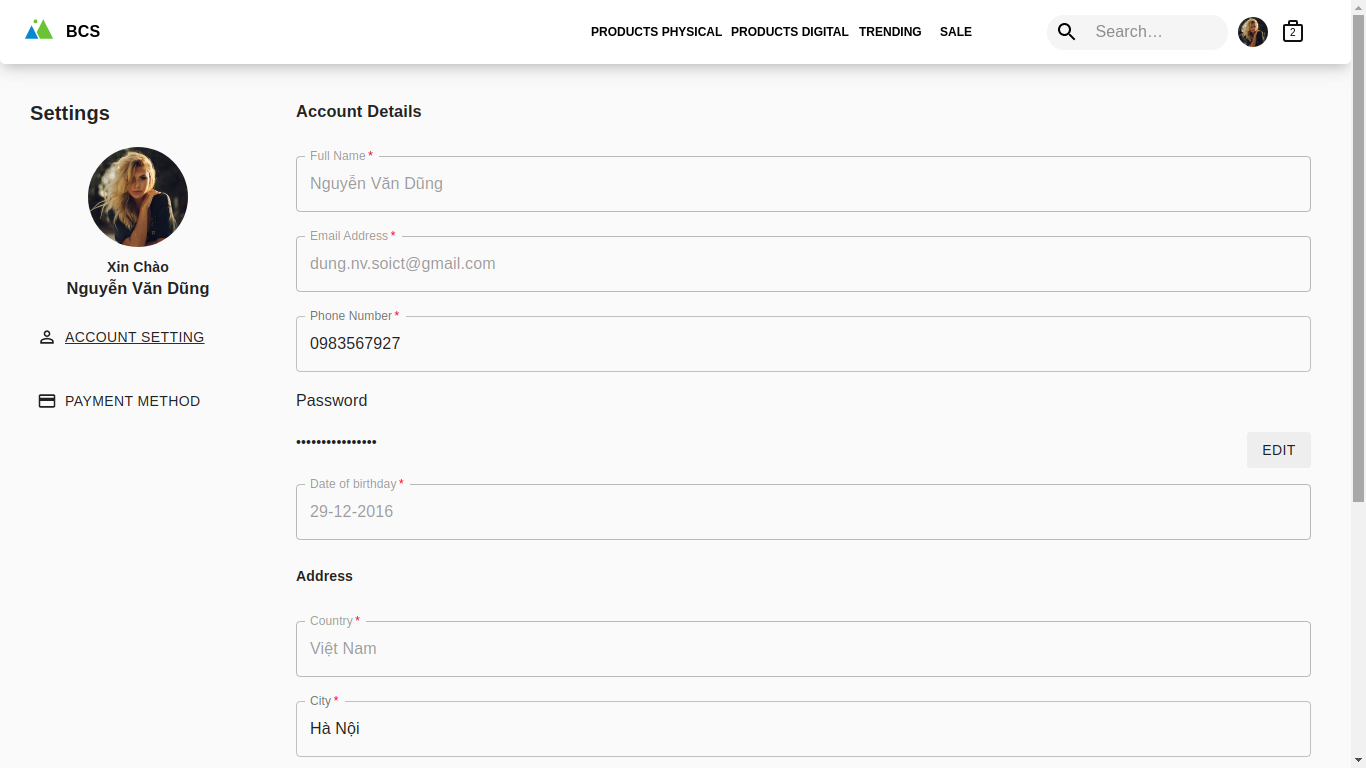 BCS
PRODUCTS PHYSICAL PRODUCTS DIGITAL TRENDING SALE
Search…
2
Settings
Xin Chào
Nguyễn Văn Dũng
ACCOUNT SETTING
PAYMENT METHOD
Account Details
Full Name *
Nguyễn Văn Dũng
Email Address *
dung.nv.soict@gmail.com
Phone Number *
0983567927
Password
••••••••••••••••
EDIT
Date of birthday *
29-12-2016
Address
Country *
Việt Nam
City *
Hà Nội